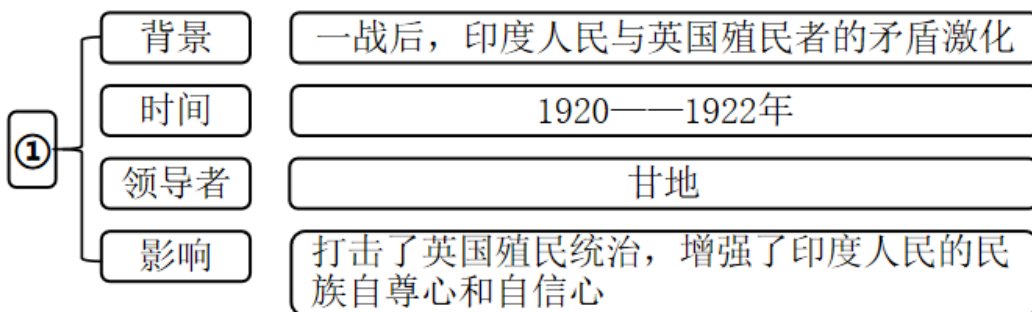 背景
一战后，印度人民与英国殖民者的矛盾激化
时间
1920——1922年
①
领导者
甘地
影响
打击了英国殖民统治，增强了印度人民的民
族自尊心和自信心